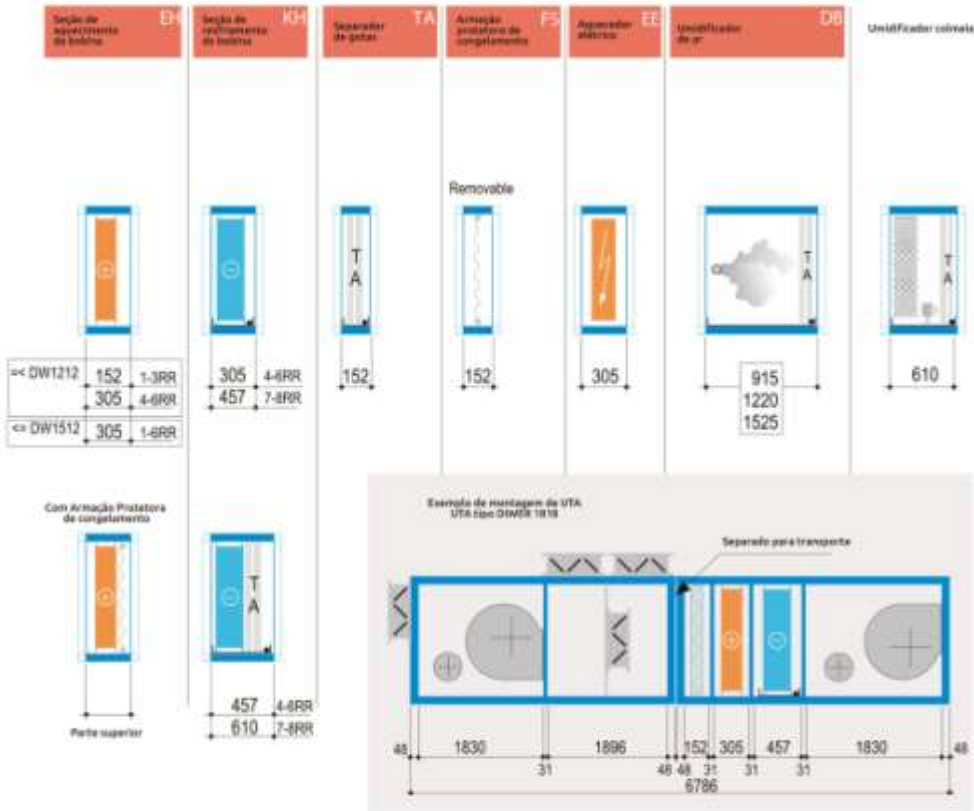 Seção de
aquecimento
da bobina
EH
Seção de
resfriamento
da bobina
KH
Separador
de gotas
TA
Armação
protetora de
congelamento
FS
Aquecedor
elétrico
EE
Umidificador
de ar
DB
Umidificador colmeia
Removable
T
A
T
A
T
A
=< DW1212 152 1-3RR
305 4-6RR
<= DW1512 305 1-6RR
305 4-6RR
457 7-8RR
152
152
305
915
1220
1525
610
Com Armação Protetora
de congelamento
Parte superior
T
A
457 4-6RR
610 7-8RR
Exemplo de montagem de UTA
UTA tipo DIWER 1818
Separado para transporte
48 1830 31 1896 48 48 152 31 305 31 457 31 1830 48
6786